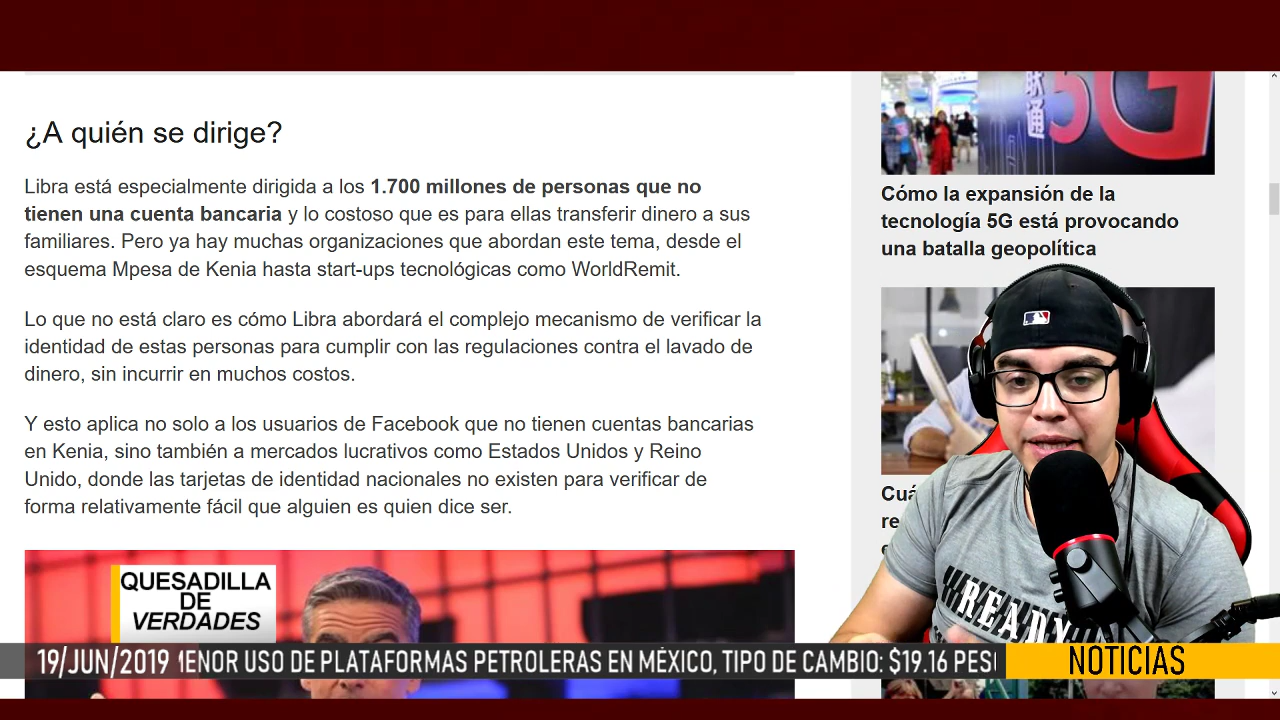 ¿A quién se dirige?
Libra está especialmente dirigida a los 1.700 millones de personas que no
tienen una cuenta bancaria y lo costoso que es para ellas transferir dinero a sus
familiares. Pero ya hay muchas organizaciones que abordan este tema, desde el
esquema Mpesa de Kenia hasta start-ups tecnológicas como WorldRemit.
Lo que no está claro es cómo Libra abordará el complejo mecanismo de verificar la
identidad de estas personas para cumplir con las regulaciones contra el lavado de
dinero, sin incurrir en muchos costos.
Y esto aplica no solo a los usuarios de Facebook que no tienen cuentas bancarias
en Kenia, sino también a mercados lucrativos como Estados Unidos y Reino
Unido, donde las tarjetas de identidad nacionales no existen para verificar de
forma relativamente fácil que alguien es quien dice ser.
5G
Cómo la expansión de la
tecnología 5G está provocando
una batalla geopolítica
READY
QUESADILLA
DE
VERDADES
19/JUN/2019 MENOR USO DE PLATAFORMAS PETROLERAS EN MÉXICO, TIPO DE CAMBIO: $19.16
NOTICIAS